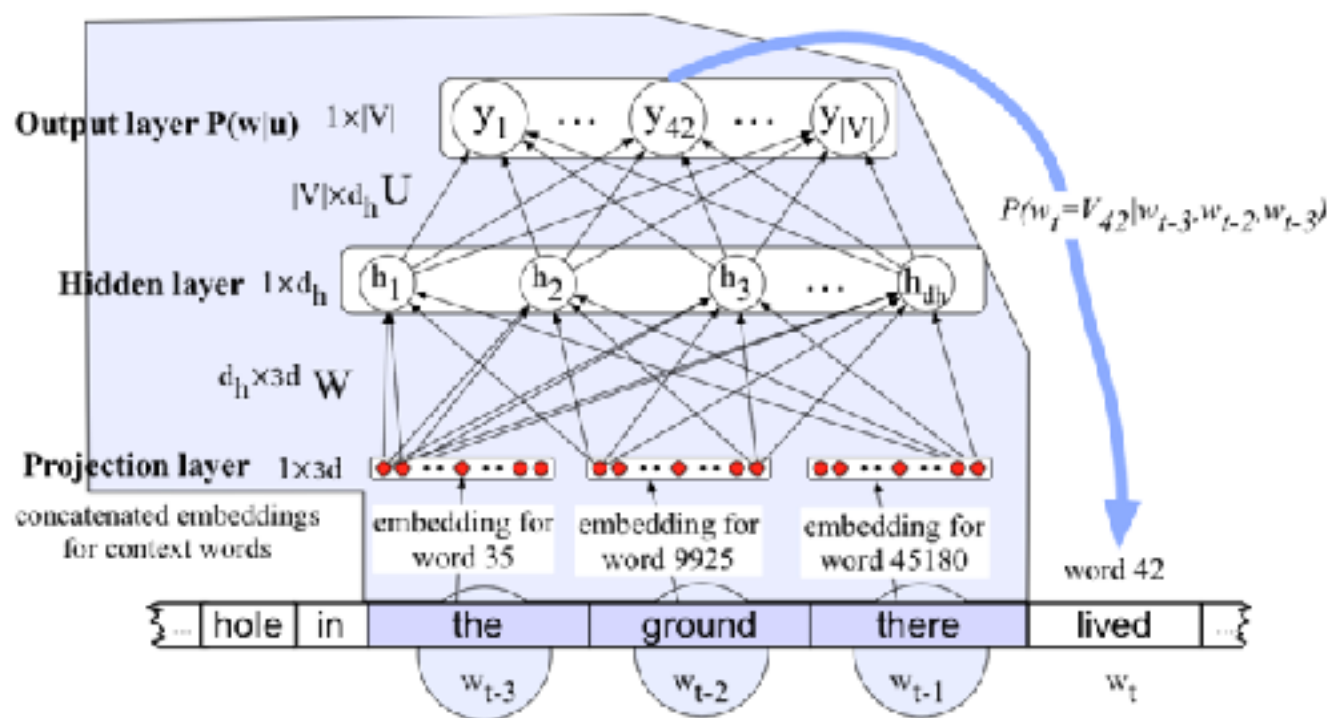 Output layer P(w|u) 1×|V|
y1 ... y42 ... y|V|
|V|×dh U
P(wt=V42|wt-3,wt-2,wt-3)
Hidden layer 1×dh
h1 h2 h3 ... hdh
dh×3d W
Projection layer 1×3d
concatenated embeddings
for context words
embedding for
word 35
embedding for
word 9925
embedding for
word 45180
word 42
... hole in the ground there lived ...
wt-3 wt-2 wt-1 wt